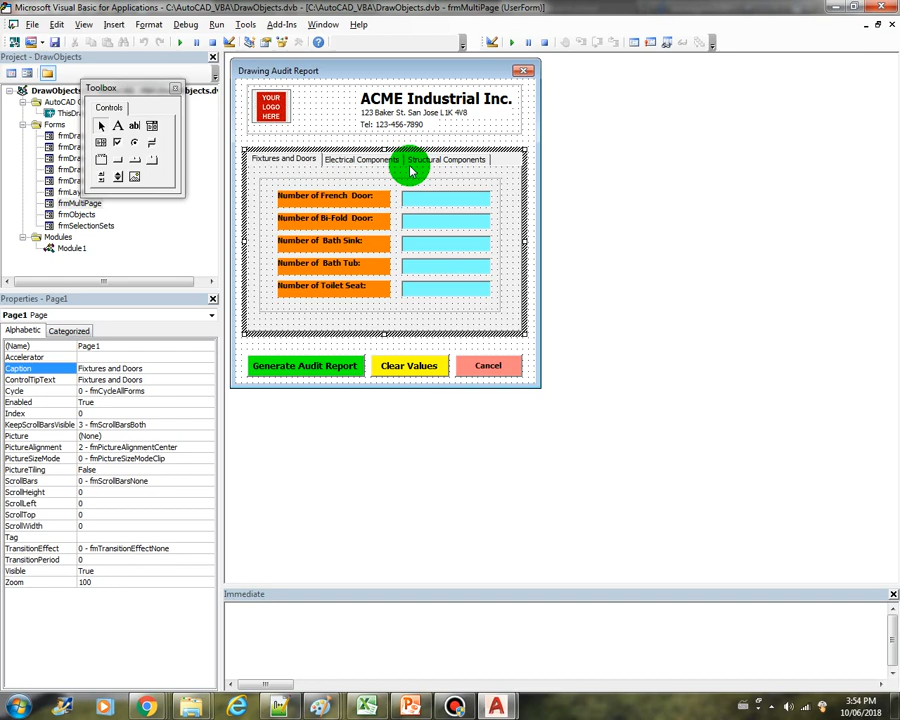 Microsoft Visual Basic for Applications - C:\AutoCAD_VBA\DrawObjects.dvb - [C:\AutoCAD_VBA\DrawObjects.dvb - frmMultiPage (UserForm)]
File Edit View Insert Format Debug Run Tools Add-Ins Window Help
Project - DrawObjects
Toolbox
Controls
DrawObjects
AutoCAD
ThisDra
Forms
frmMultiPage
frmObjects
frmSelectionSets
Modules
Module1
Properties - Page1
Page1 Page
Alphabetic Categorized
(Name) Page1
Accelerator
Caption Fixtures and Doors
ControlTipText Fixtures and Doors
Cycle 0 - fmCycleAllForms
Enabled True
Index 0
KeepScrollBarsVisible 3 - fmScrollBarsBoth
Picture (None)
PictureAlignment 2 - fmPictureAlignmentCenter
PictureSizeMode 0 - fmPictureSizeModeClip
PictureTiling False
ScrollBars 0 - fmScrollBarsNone
ScrollHeight 0
ScrollLeft 0
ScrollTop 0
ScrollWidth 0
Tag
TransitionEffect 0 - fmTransitionEffectNone
TransitionPeriod 0
Visible True
Zoom 100
Drawing Audit Report
YOUR LOGO HERE
ACME Industrial Inc.
123 Baker St. San Jose L1K 4V8
Tel: 123-456-7890
Fixtures and Doors Electrical Components Structural Components
Number of French Door:
Number of Bi-Fold Door:
Number of Bath Sink:
Number of Bath Tub:
Number of Toilet Seat:
Generate Audit Report Clear Values Cancel
Immediate
3:54 PM
10/06/2018